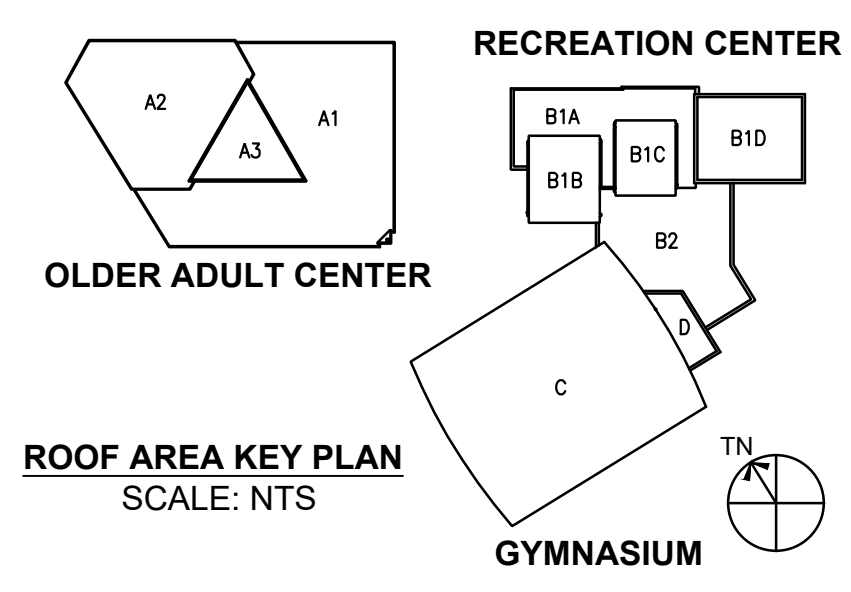 RECREATION CENTER
A2
A1
A3
B1A
B1B
B1C
B1D
B2
D
C
OLDER ADULT CENTER
ROOF AREA KEY PLAN
SCALE: NTS
TN
GYMNASIUM